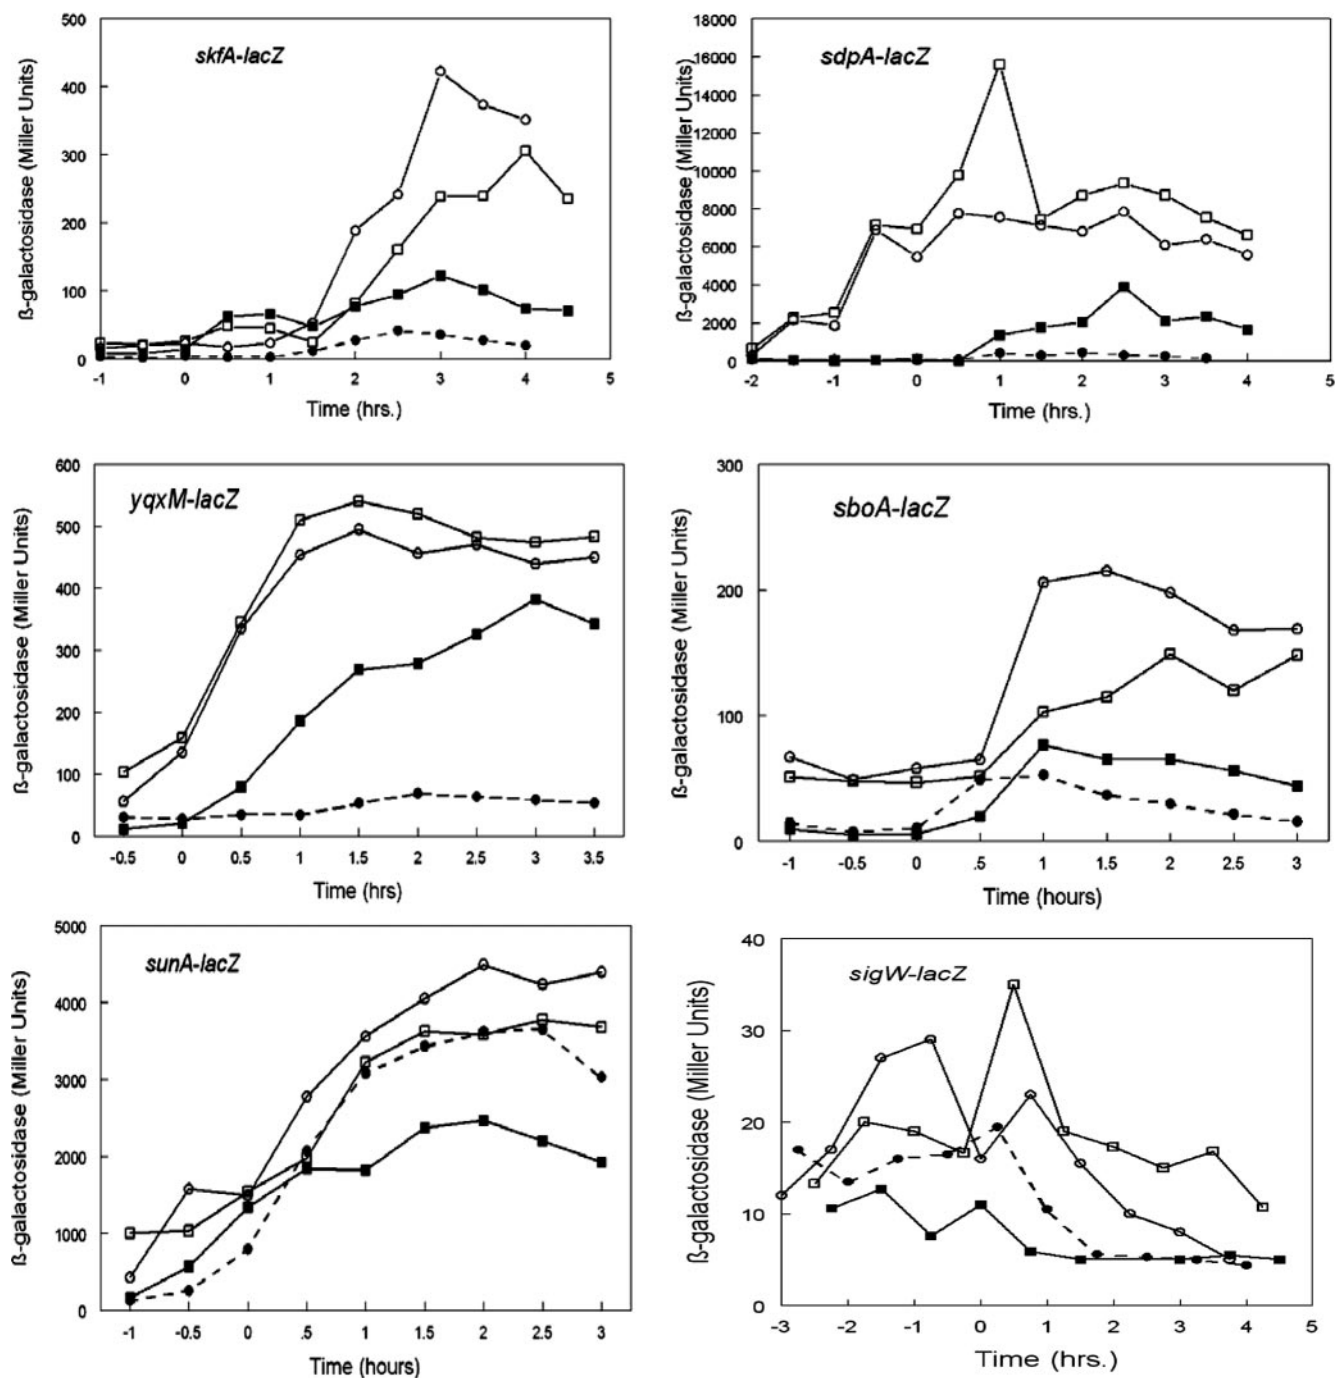 skfA-lacZ
ß-galactosidase (Miller Units)
500
400
300
200
100
0
-1 0 1 2 3 4 5
Time (hrs.)
sdpA-lacZ
ß-galactosidase (Miller Units)
18000
16000
14000
12000
10000
8000
6000
4000
2000
0
-2 -1 0 1 2 3 4 5
Time (hrs.)
yqxM-lacZ
ß-galactosidase (Miller Units)
600
500
400
300
200
100
0
-0.5 0 0.5 1 1.5 2 2.5 3 3.5
Time (hrs)
sboA-lacZ
ß-galactosidase (Miller Units)
300
200
100
0
-1 -0.5 0 .5 1 1.5 2 2.5 3
Time (hours)
sunA-lacZ
ß-galactosidase (Miller Units)
5000
4000
3000
2000
1000
0
-1 -0.5 0 .5 1 1.5 2 2.5 3
Time (hours)
sigW-lacZ
ß-galactosidase (Miller Units)
40
30
20
10
0
-3 -2 -1 0 1 2 3 4 5
Time (hrs.)